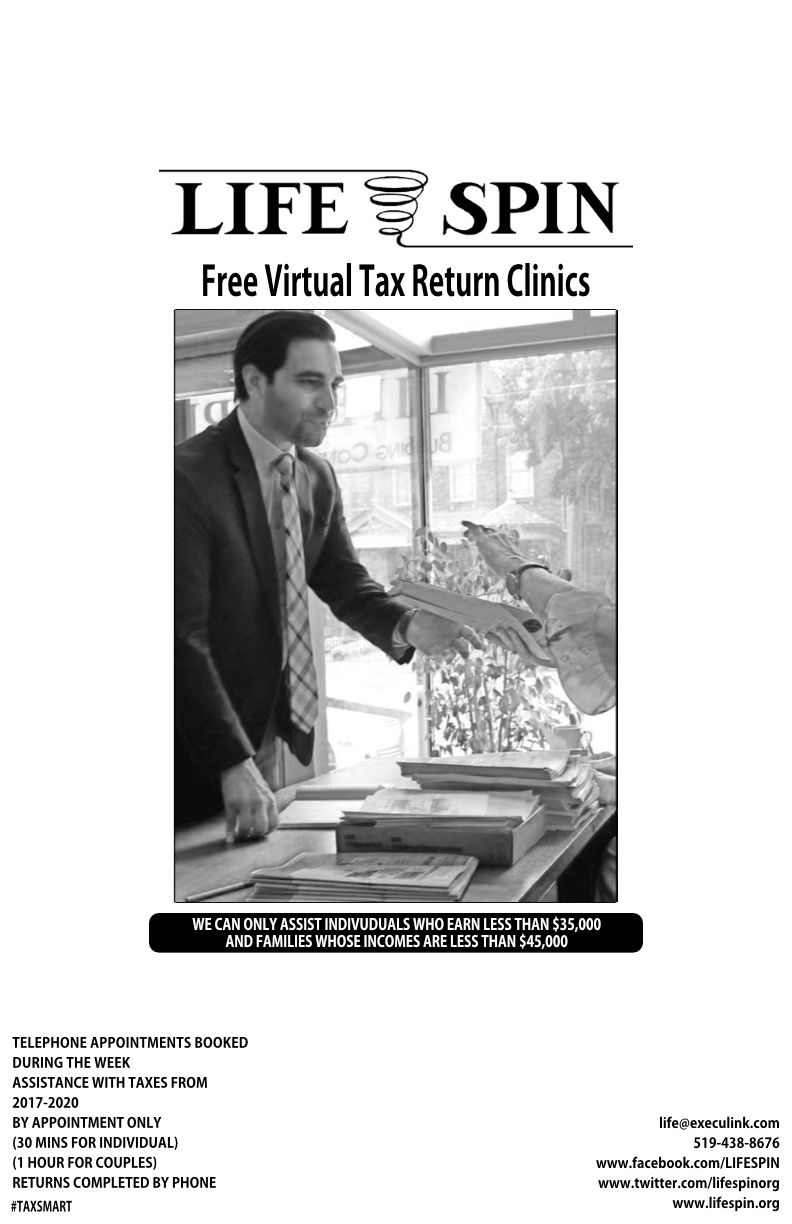 LIFE SPIN
Free Virtual Tax Return Clinics
WE CAN ONLY ASSIST INDIVUDUALS WHO EARN LESS THAN $35,000
AND FAMILIES WHOSE INCOMES ARE LESS THAN $45,000
TELEPHONE APPOINTMENTS BOOKED
DURING THE WEEK
ASSISTANCE WITH TAXES FROM
2017-2020
BY APPOINTMENT ONLY
(30 MINS FOR INDIVIDUAL)
(1 HOUR FOR COUPLES)
RETURNS COMPLETED BY PHONE
#TAXSMART
life@execulink.com
519-438-8676
www.facebook.com/LIFESPIN
www.twitter.com/lifespinorg
www.lifespin.org